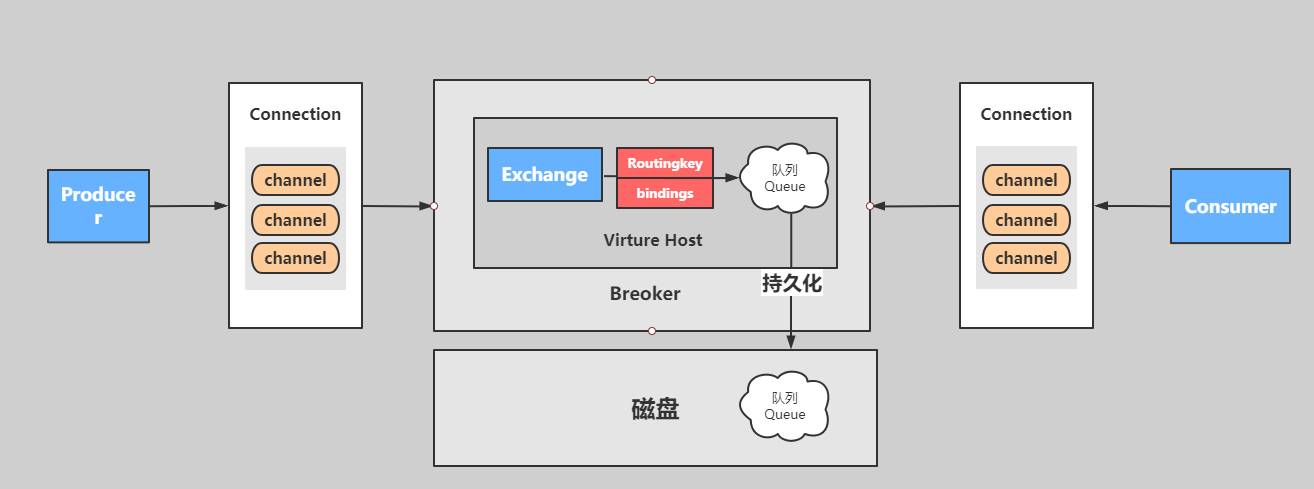 Produce
r
Connection
channel
channel
channel
Exchange
Routingkey
bindings
队列
Queue
Virture Host
Breoker
持久化
磁盘
队列
Queue
Connection
channel
channel
channel
Consumer